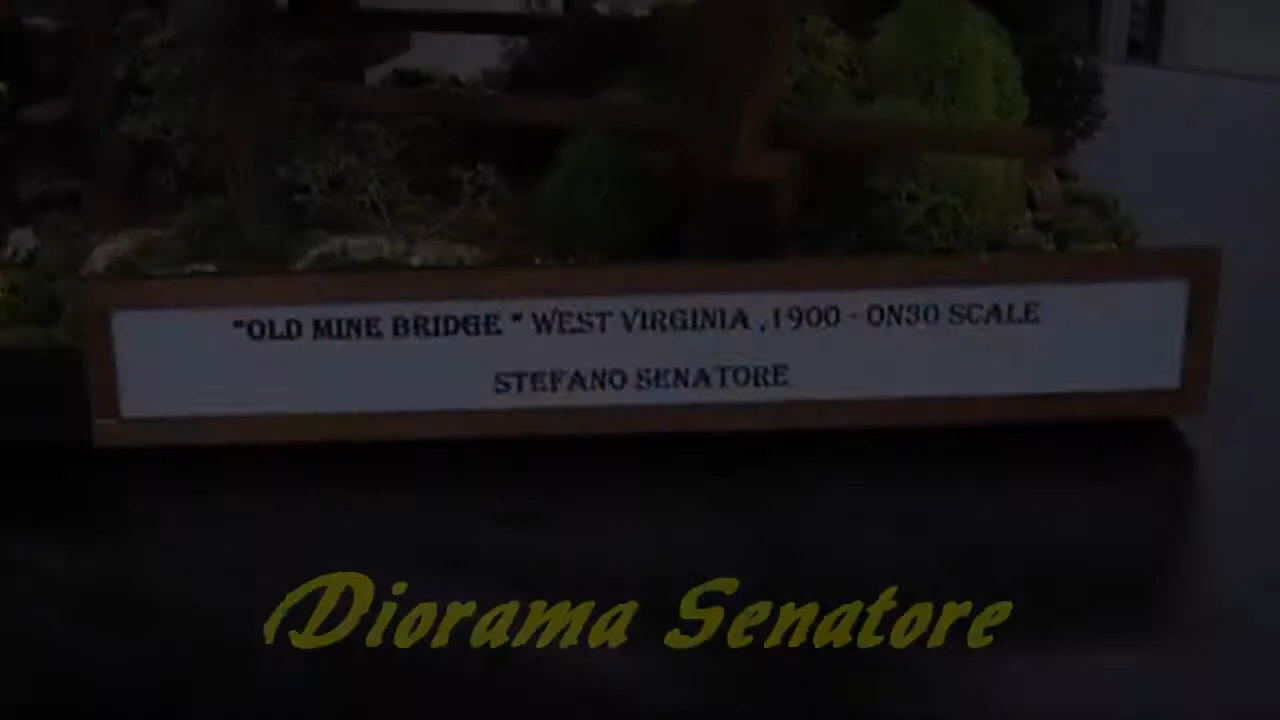 "OLD MINE BRIDGE " WEST VIRGINIA ,1900 - ON30 SCALE
STEFANO SENATORE
Diorama Senatore